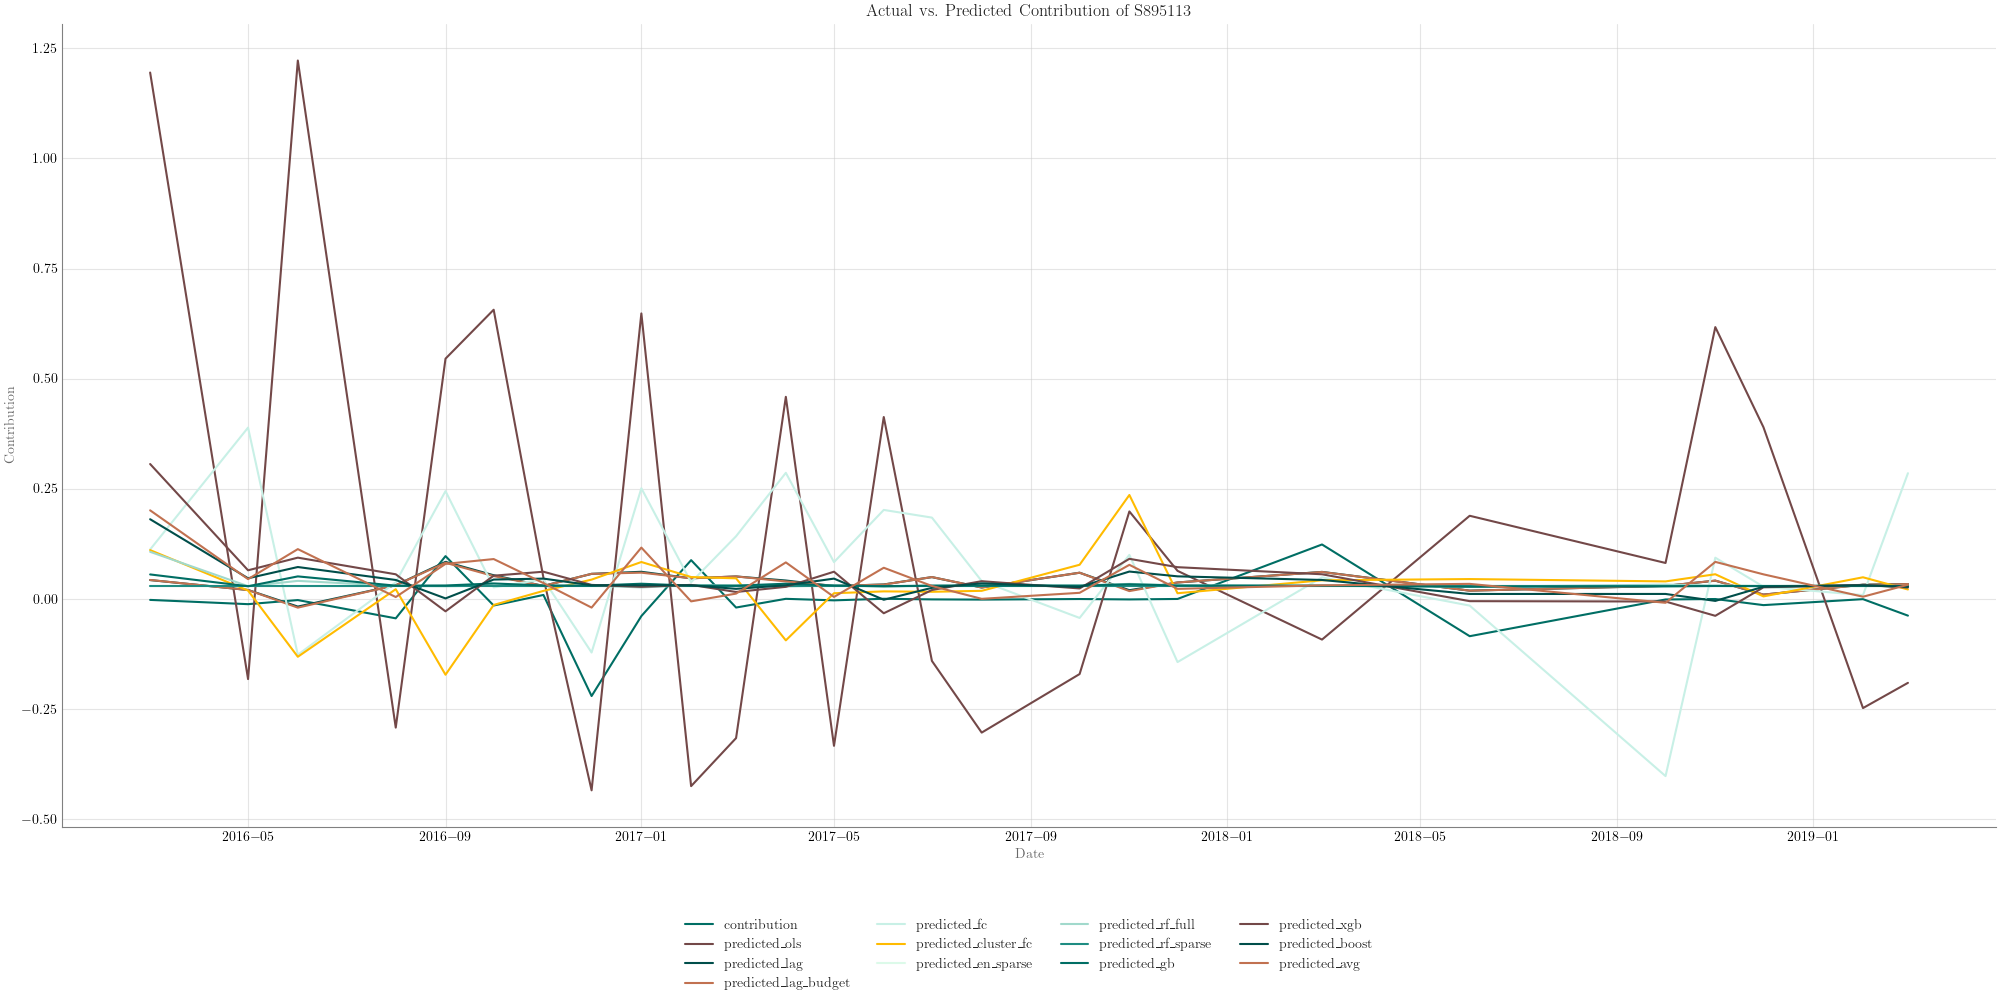 Actual vs. Predicted Contribution of S895113
1.25
1.00
0.75
0.50
0.25
0.00
−0.25
−0.50
Contribution
2016−05 2016−09 2017−01 2017−05 2017−09 2018−01 2018−05 2018−09 2019−01
Date
contribution predicted_fc predicted_rf_full predicted_xgb
predicted_ols predicted_cluster_fc predicted_rf_sparse predicted_boost
predicted_lag predicted_en_sparse predicted_gb predicted_avg
predicted_lag_budget